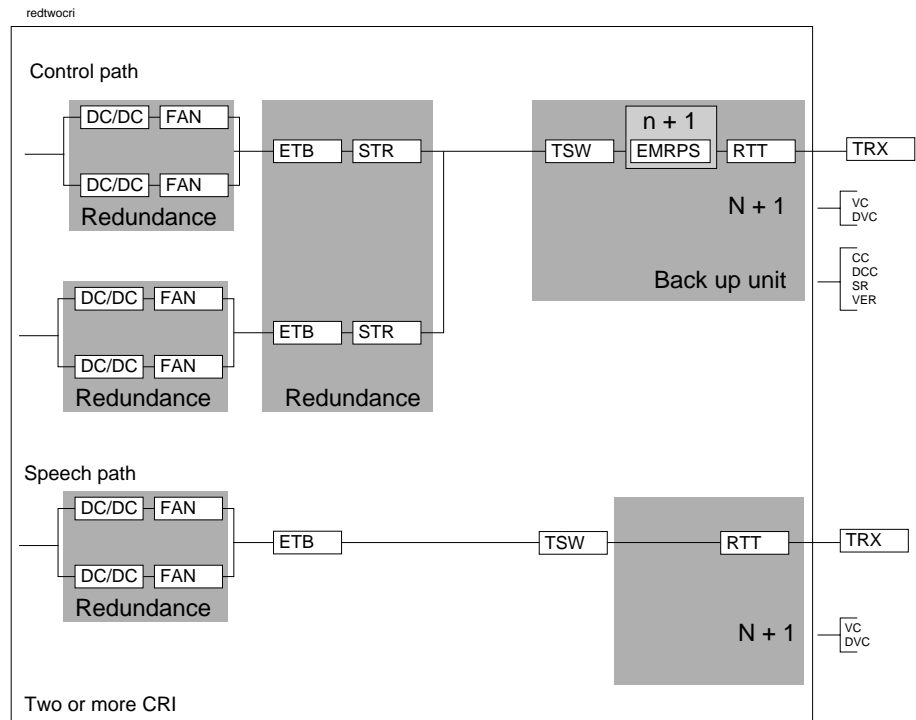 redtwocri
Control path
DC/DC FAN
n + 1
ETB STR TSW EMRPS RTT TRX
DC/DC FAN
Redundance
N + 1
VC
DVC
Back up unit
CC
DCC
SR
VER
DC/DC FAN
ETB STR
DC/DC FAN
Redundance Redundance
Speech path
DC/DC FAN
ETB TSW RTT TRX
DC/DC FAN
Redundance
N + 1
VC
DVC
Two or more CRI